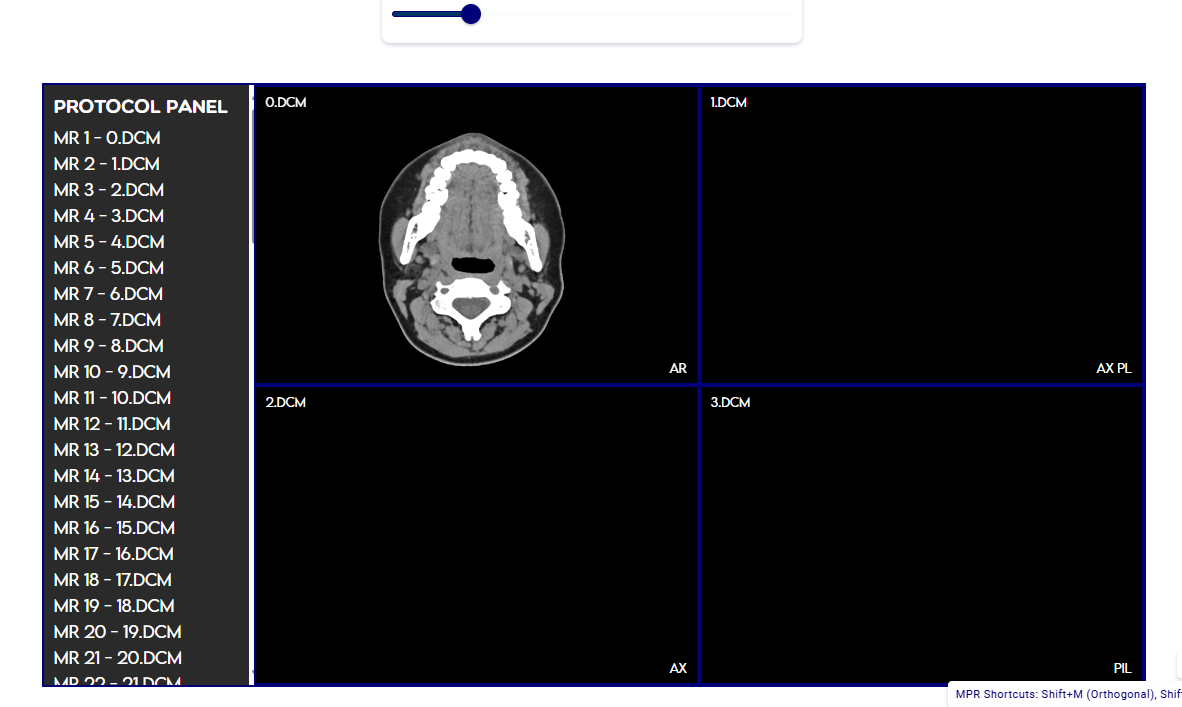 PROTOCOL PANEL
MR 1 - 0.DCM
MR 2 - 1.DCM
MR 3 - 2.DCM
MR 4 - 3.DCM
MR 5 - 4.DCM
MR 6 - 5.DCM
MR 7 - 6.DCM
MR 8 - 7.DCM
MR 9 - 8.DCM
MR 10 - 9.DCM
MR 11 - 10.DCM
MR 12 - 11.DCM
MR 13 - 12.DCM
MR 14 - 13.DCM
MR 15 - 14.DCM
MR 16 - 15.DCM
MR 17 - 16.DCM
MR 18 - 17.DCM
MR 19 - 18.DCM
MR 20 - 19.DCM
MR 21 - 20.DCM
MR 22 - 21.DCM
0.DCM
AR
1.DCM
AX PL
2.DCM
AX
3.DCM
PIL
MPR Shortcuts: Shift+M (Orthogonal), Shif